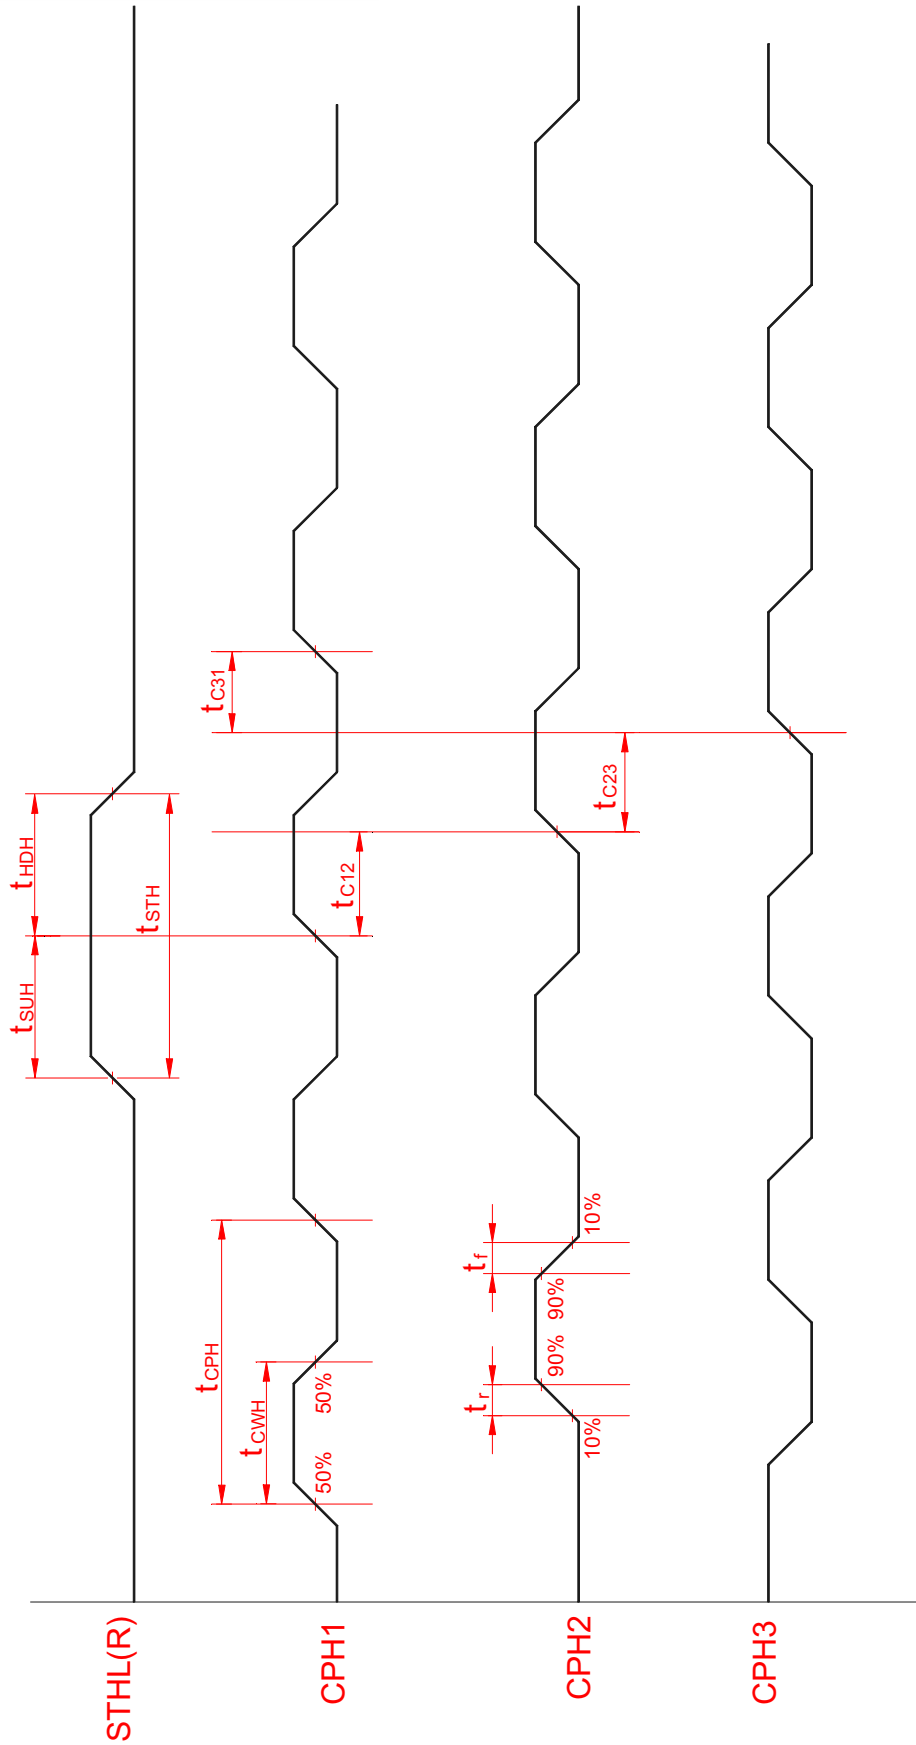 STHL(R)
tSUH
tHDH
tSTH
CPH1
tCPH
tCWH
50%
50%
tC12
tC31
CPH2
tr
tf
10%
90%
90%
10%
tC23
CPH3